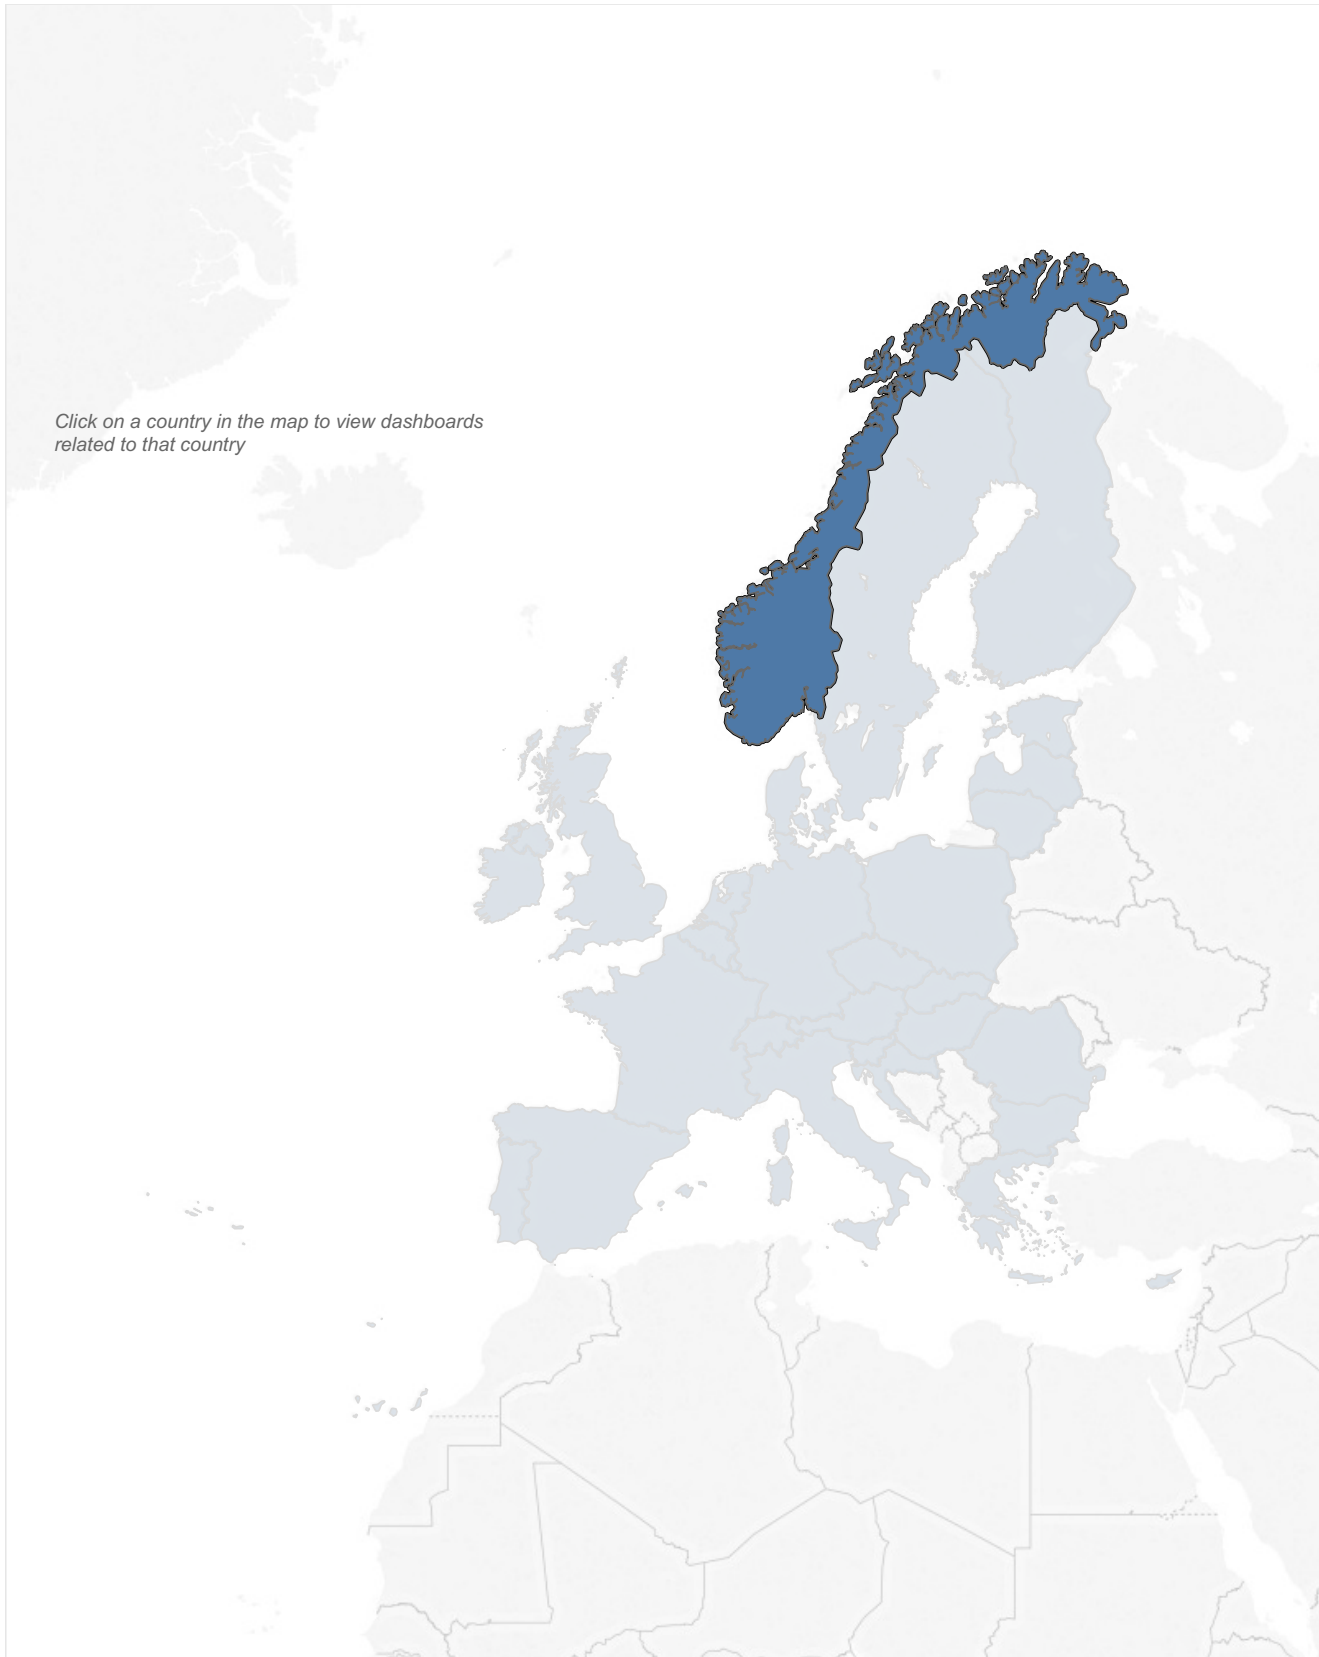 Click on a country in the map to view dashboards
related to that country